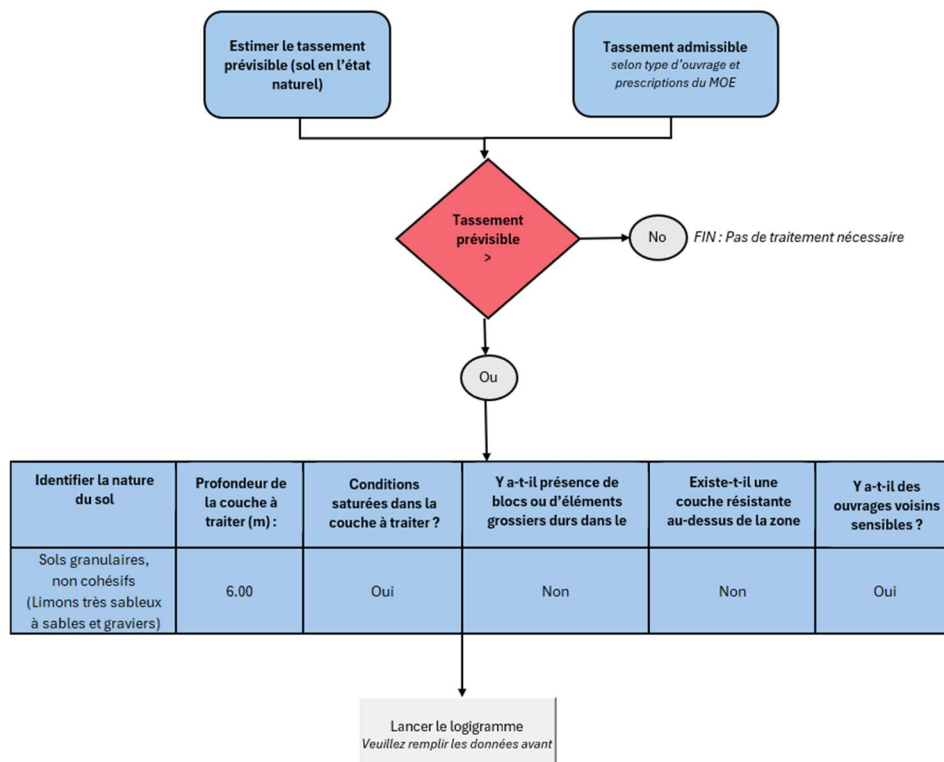 Estimer le tassement
prévisible (sol en l’état
naturel)
Tassement admissible
selon type d’ouvrage et
prescriptions du MOE
Tassement
prévisible
>
No
FIN : Pas de traitement nécessaire
Ou
Identifier la nature
du sol
Profondeur de
la couche à
traiter (m) :
Conditions
saturées dans la
couche à traiter ?
Y a-t-il présence de
blocs ou d’éléments
grossiers durs dans le
Existe-t-il une
couche résistante
au-dessus de la zone
Y a-t-il des
ouvrages voisins
sensibles ?
Sols granulaires,
non cohésifs
(Limons très sableux
à sables et graviers)
6.00
Oui
Non
Non
Oui
Lancer le logigramme
Veuillez remplir les données avant